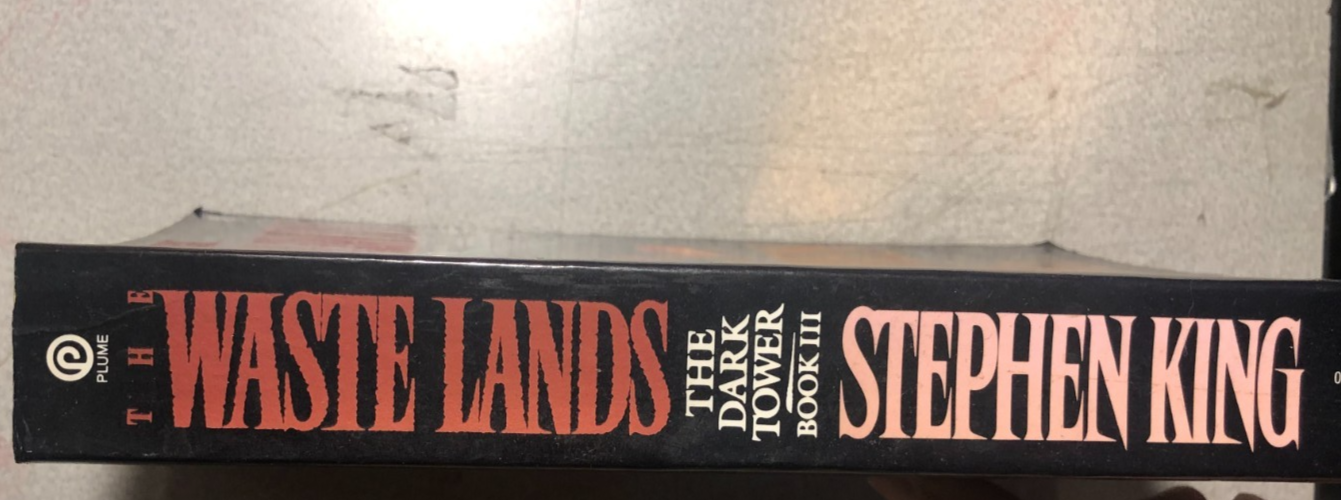 PLUME
THE
WASTE LANDS
THE
DARK
TOWER
BOOK III
STEPHEN KING